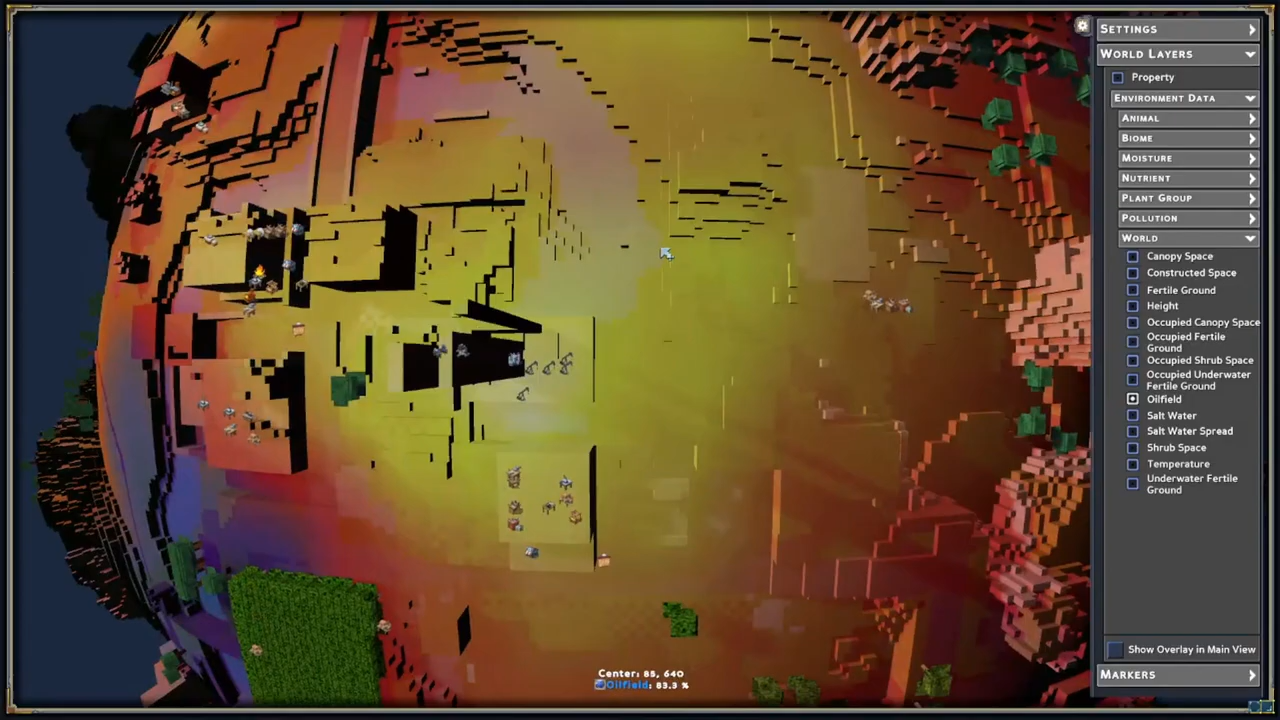 SETTINGS
WORLD LAYERS
Property
ENVIRONMENT DATA
ANIMAL
BIOME
MOISTURE
NUTRIENT
PLANT GROUP
POLLUTION
WORLD
Canopy Space
Constructed Space
Fertile Ground
Height
Occupied Canopy Space
Occupied Fertile
Ground
Occupied Shrub Space
Occupied Underwater
Fertile Ground
Oilfield
Salt Water
Salt Water Spread
Shrub Space
Temperature
Underwater Fertile
Ground
Show Overlay in Main View
MARKERS
Center: 85, 640
Oilfield: 83.3 %